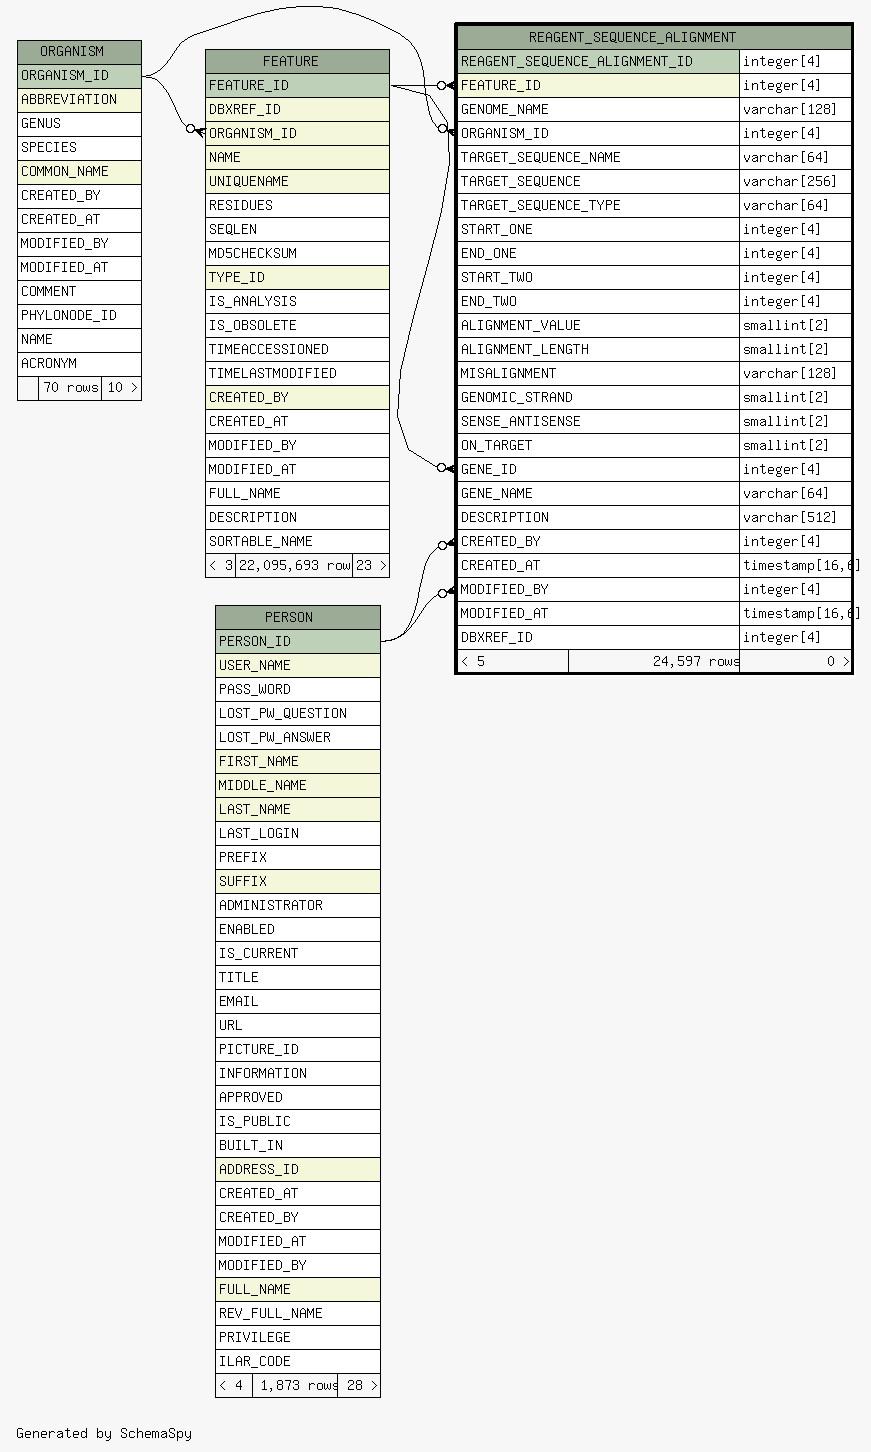 ORGANISM
ORGANISM_ID
ABBREVIATION
GENUS
SPECIES
COMMON_NAME
CREATED_BY
CREATED_AT
MODIFIED_BY
MODIFIED_AT
COMMENT
PHYLONODE_ID
NAME
ACRONYM
70 rows 10 >
FEATURE
FEATURE_ID
DBXREF_ID
ORGANISM_ID
NAME
UNIQUENAME
RESIDUES
SEQLEN
MD5CHECKSUM
TYPE_ID
IS_ANALYSIS
IS_OBSOLETE
TIMEACCESSIONED
TIMELASTMODIFIED
CREATED_BY
CREATED_AT
MODIFIED_BY
MODIFIED_AT
FULL_NAME
DESCRIPTION
SORTABLE_NAME
< 3 22,095,693 row 23 >
REAGENT_SEQUENCE_ALIGNMENT
REAGENT_SEQUENCE_ALIGNMENT_ID integer[4]
FEATURE_ID integer[4]
GENOME_NAME varchar[128]
ORGANISM_ID integer[4]
TARGET_SEQUENCE_NAME varchar[64]
TARGET_SEQUENCE varchar[256]
TARGET_SEQUENCE_TYPE varchar[64]
START_ONE integer[4]
END_ONE integer[4]
START_TWO integer[4]
END_TWO integer[4]
ALIGNMENT_VALUE smallint[2]
ALIGNMENT_LENGTH smallint[2]
MISALIGNMENT varchar[128]
GENOMIC_STRAND smallint[2]
SENSE_ANTISENSE smallint[2]
ON_TARGET smallint[2]
GENE_ID integer[4]
GENE_NAME varchar[64]
DESCRIPTION varchar[512]
CREATED_BY integer[4]
CREATED_AT timestamp[16,6]
MODIFIED_BY integer[4]
MODIFIED_AT timestamp[16,6]
DBXREF_ID integer[4]
< 5 24,597 rows 0 >
PERSON
PERSON_ID
USER_NAME
PASS_WORD
LOST_PW_QUESTION
LOST_PW_ANSWER
FIRST_NAME
MIDDLE_NAME
LAST_NAME
LAST_LOGIN
PREFIX
SUFFIX
ADMINISTRATOR
ENABLED
IS_CURRENT
TITLE
EMAIL
URL
PICTURE_ID
INFORMATION
APPROVED
IS_PUBLIC
BUILT_IN
ADDRESS_ID
CREATED_AT
CREATED_BY
MODIFIED_AT
MODIFIED_BY
FULL_NAME
REV_FULL_NAME
PRIVILEGE
ILAR_CODE
< 4 1,873 rows 28 >
Generated by SchemaSpy